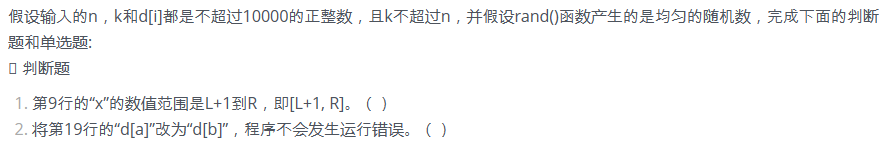 假设输入的n，k和d[i]都是不超过10000的正整数，且k不超过n，并假设rand()函数产生的是均匀的随机数，完成下面的判断
题和单选题:
 判断题
1. 第9行的“x”的数值范围是L+1到R，即[L+1, R]。（ ）
2. 将第19行的“d[a]”改为“d[b]”，程序不会发生运行错误。（ ）